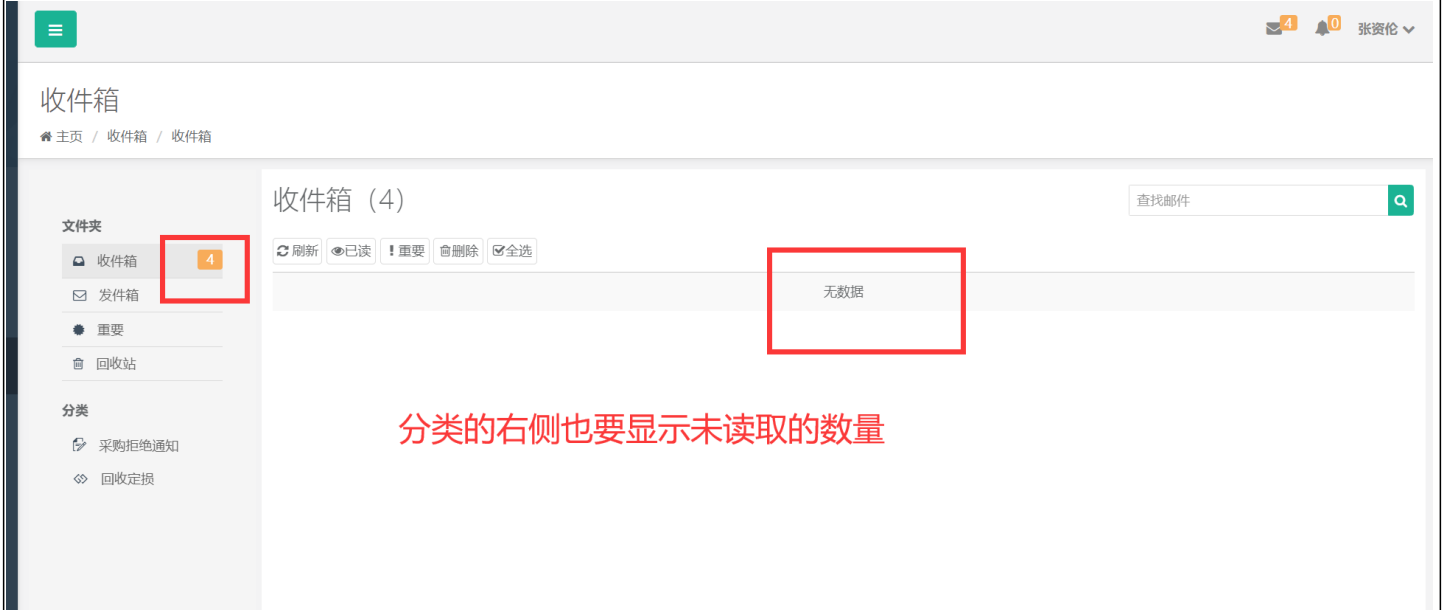 4
0
张资伦
收件箱
主页 / 收件箱 / 收件箱
文件夹
收件箱 4
发件箱
重要
回收站
分类
采购拒绝通知
回收定损
收件箱（4）
查找邮件
刷新 已读 重要 删除 全选
无数据
分类的右侧也要显示未读取的数量